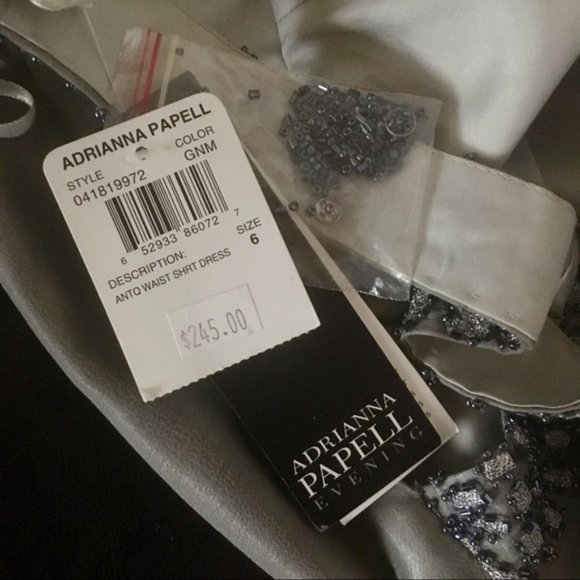 ADRIANNA PAPELL
STYLE COLOR
041819972 GNM
6 52933 86072 7
DESCRIPTION: SIZE
ANTQ WAIST SHRT DRESS 6
$245.00
ADRIANNA
PAPELL
EVENING